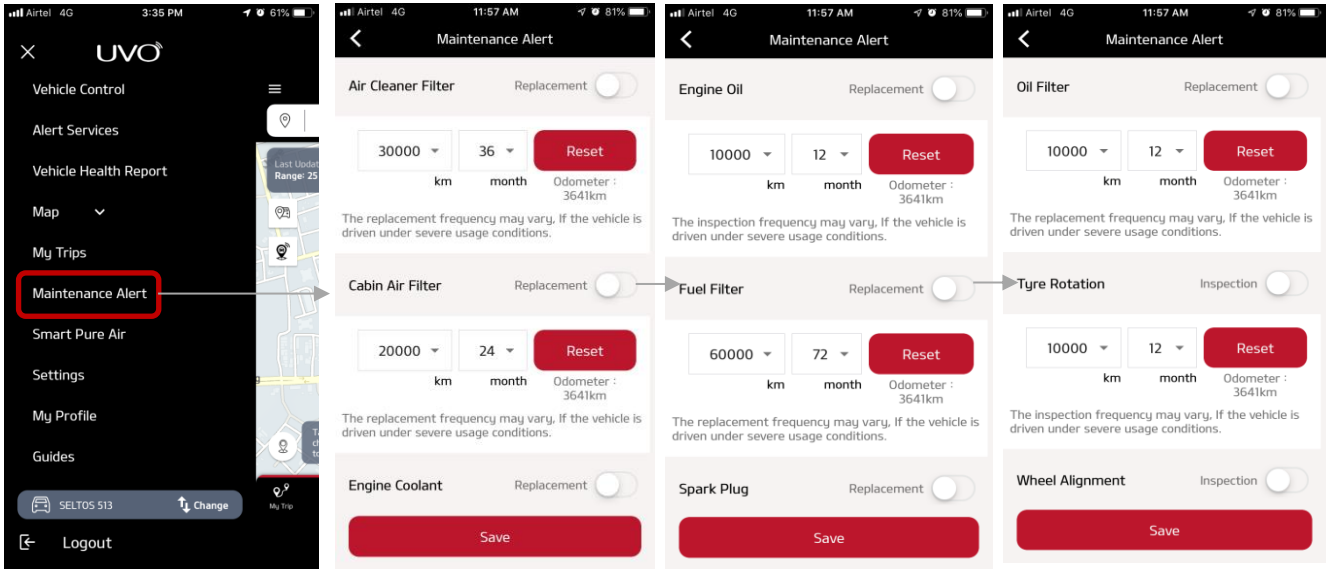 Airtel 4G 3:35 PM 61%
UVO
Vehicle Control
Alert Services
Vehicle Health Report
Map
My Trips
Maintenance Alert
Smart Pure Air
Settings
My Profile
Guides
SELTOS 513 Change
Logout
Last Updat
Range: 25
T
ch
to
My Trip
Airtel 4G 11:57 AM 81%
Maintenance Alert
Air Cleaner Filter Replacement
30000 36 Reset
km month Odometer :
3641km
The replacement frequency may vary, If the vehicle is
driven under severe usage conditions.
Cabin Air Filter Replacement
20000 24 Reset
km month Odometer :
3641km
The replacement frequency may vary, If the vehicle is
driven under severe usage conditions.
Engine Coolant Replacement
Save
Airtel 4G 11:57 AM 81%
Maintenance Alert
Engine Oil Replacement
10000 12 Reset
km month Odometer :
3641km
The inspection frequency may vary, If the vehicle is
driven under severe usage conditions.
Fuel Filter Replacement
60000 72 Reset
km month Odometer :
3641km
The replacement frequency may vary, If the vehicle is
driven under severe usage conditions.
Spark Plug Replacement
Save
Airtel 4G 11:57 AM 81%
Maintenance Alert
Oil Filter Replacement
10000 12 Reset
km month Odometer :
3641km
The replacement frequency may vary, If the vehicle is
driven under severe usage conditions.
Tyre Rotation Inspection
10000 12 Reset
km month Odometer :
3641km
The inspection frequency may vary, If the vehicle is
driven under severe usage conditions.
Wheel Alignment Inspection
Save